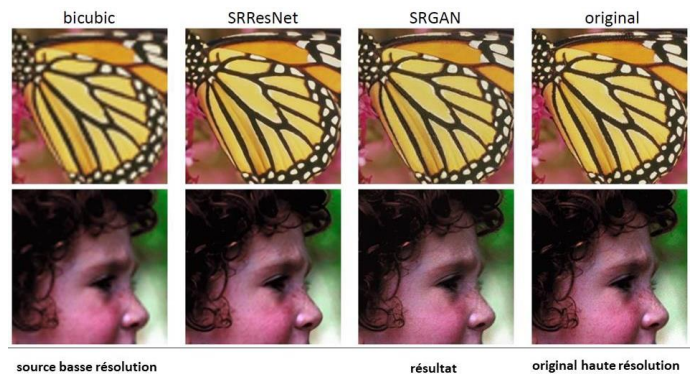 bicubic SRResNet SRGAN original
source basse résolution résultat original haute résolution